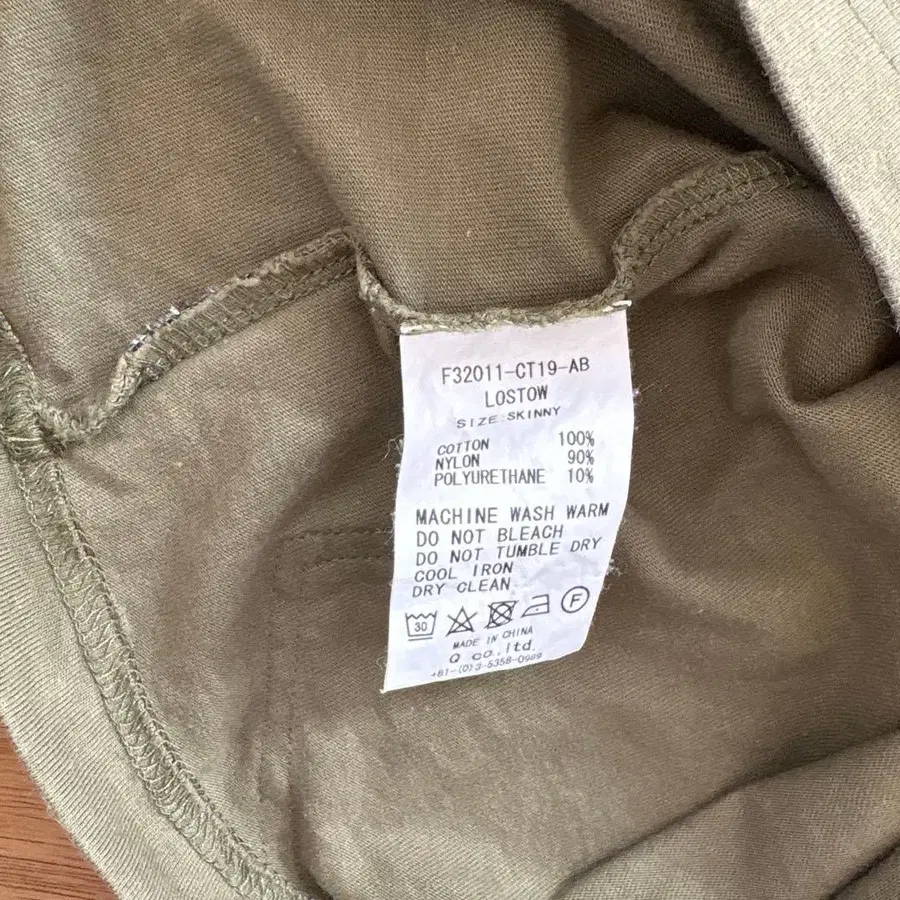 F32011-CT19-AB
LOSTOW
SIZE:SKINNY
COTTON 100%
NYLON 90%
POLYURETHANE 10%
MACHINE WASH WARM
DO NOT BLEACH
DO NOT TUMBLE DRY
COOL IRON
DRY CLEAN
30 F
MADE IN CHINA
Q co.,ltd.
+81-(0)3-5358-0989